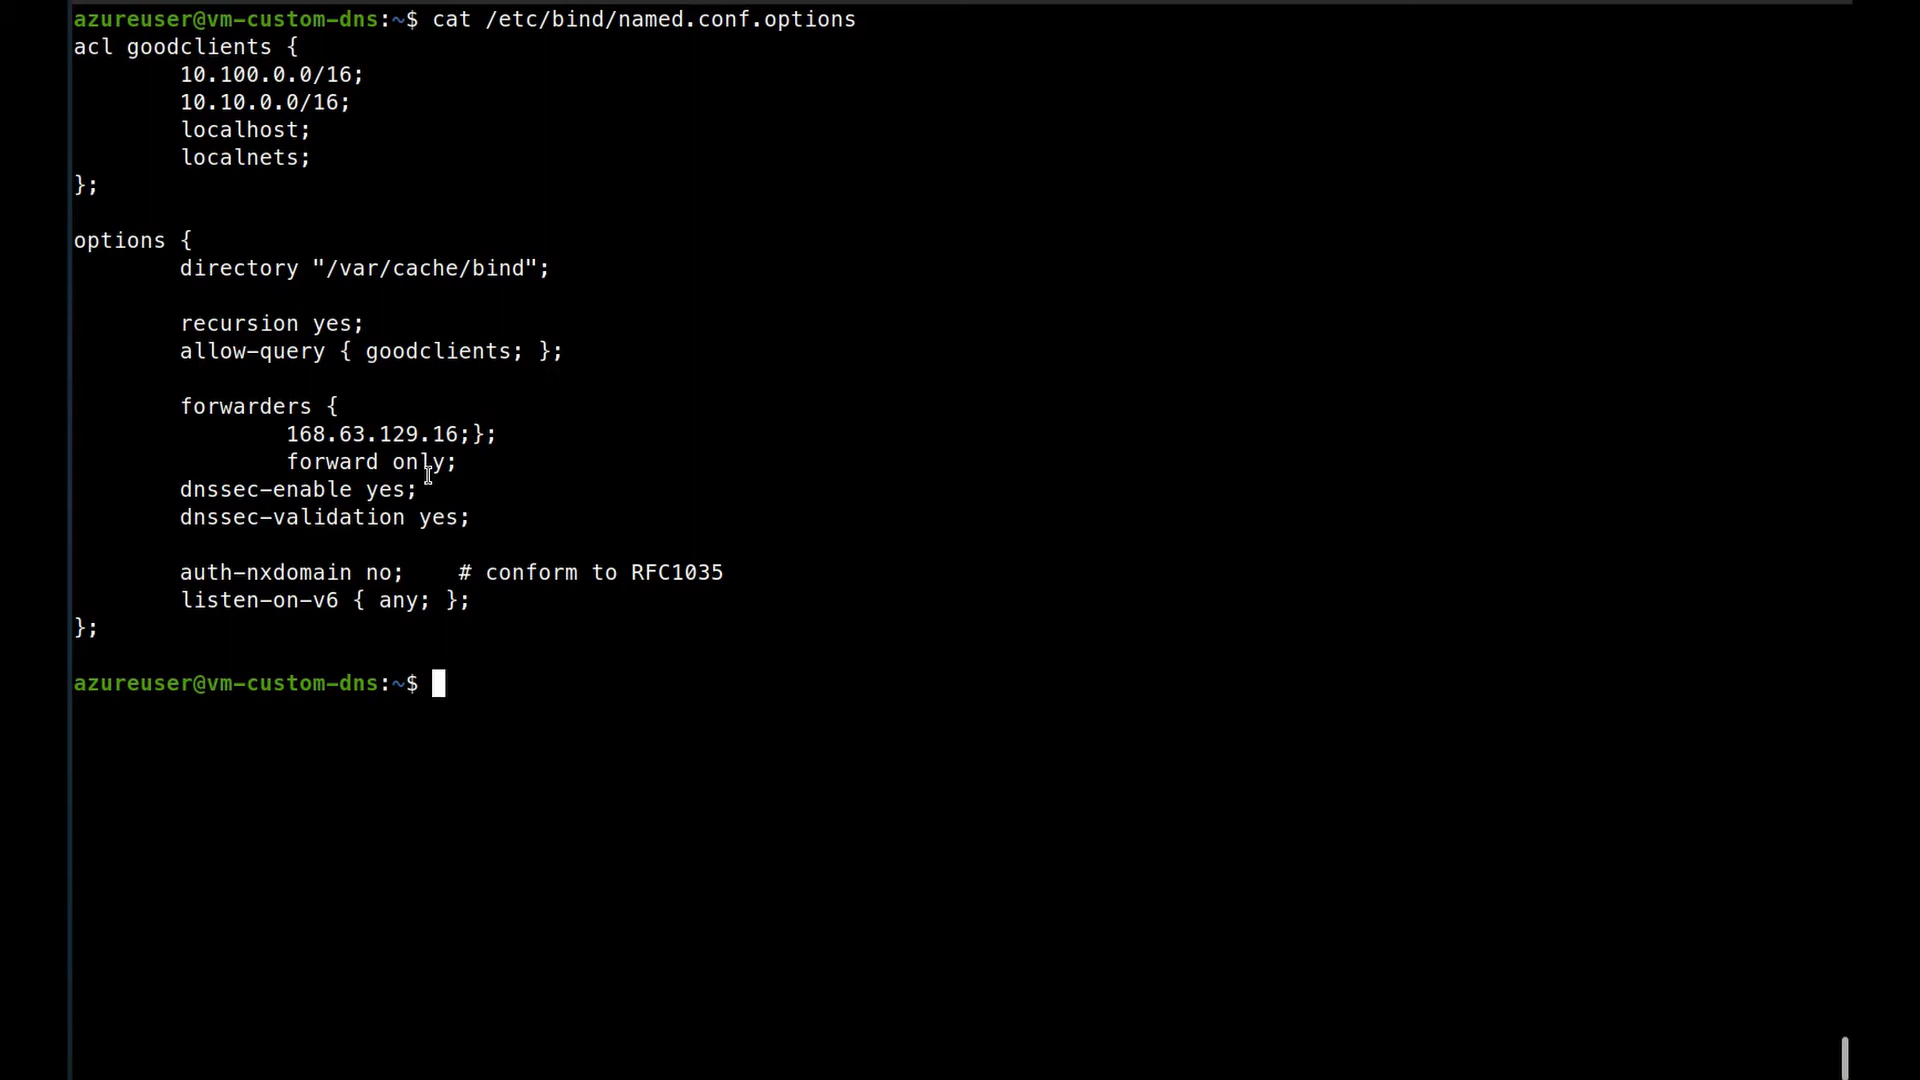 azureuser@vm-custom-dns:~$ cat /etc/bind/named.conf.options
acl goodclients {
        10.100.0.0/16;
        10.10.0.0/16;
        localhost;
        localnets;
};

options {
        directory "/var/cache/bind";

        recursion yes;
        allow-query { goodclients; };

        forwarders {
                168.63.129.16;};
                forward only;
        dnssec-enable yes;
        dnssec-validation yes;

        auth-nxdomain no;    # conform to RFC1035
        listen-on-v6 { any; };
};

azureuser@vm-custom-dns:~$